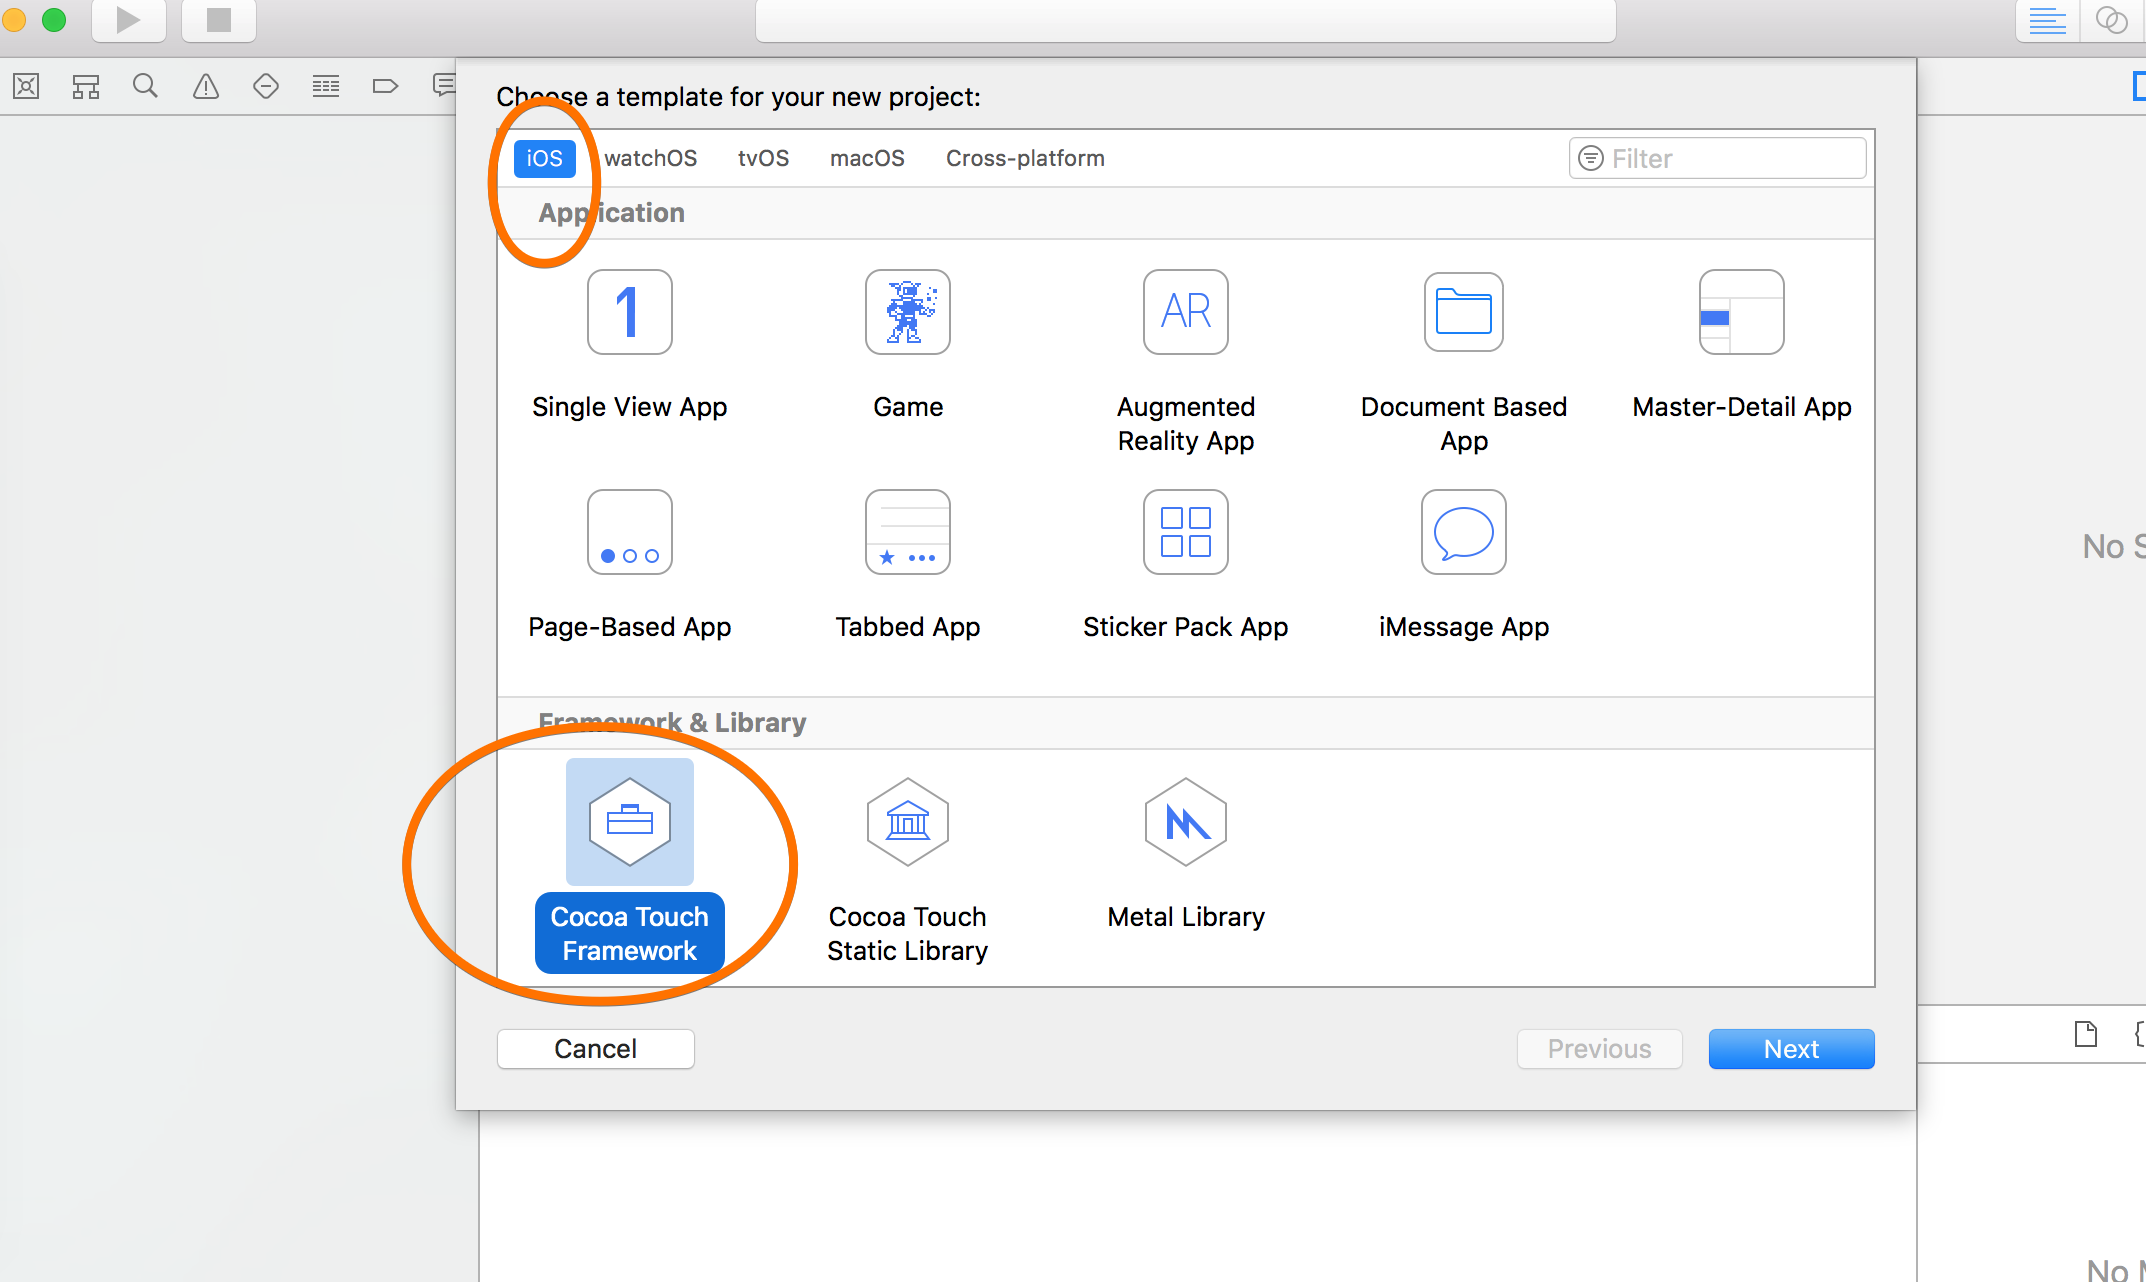 Choose a template for your new project:
iOS watchOS tvOS macOS Cross-platform Filter
Application
1
AR
Single View App
Game
Augmented
Reality App
Document Based
App
Master-Detail App
Page-Based App
Tabbed App
Sticker Pack App
iMessage App
Framework & Library
Cocoa Touch
Framework
Cocoa Touch
Static Library
Metal Library
Cancel
Previous
Next
No S
No